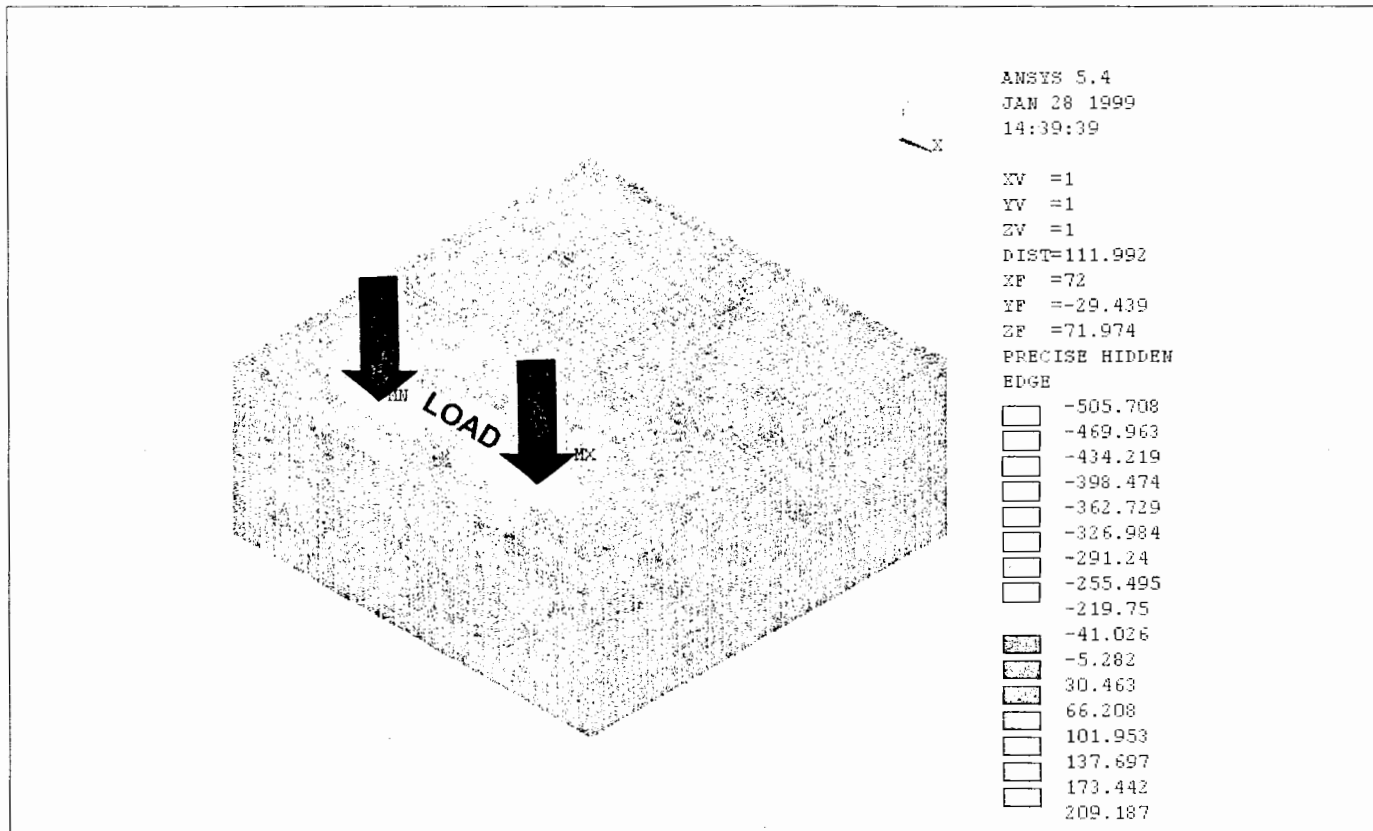 ANSYS 5.4
JAN 28 1999
14:39:39
X
XV =1
YV =1
ZV =1
DIST=111.992
XF =72
YF =-29.439
ZF =71.974
PRECISE HIDDEN
EDGE
MN
LOAD
MX
-505.708
-469.963
-434.219
-398.474
-362.729
-326.984
-291.24
-255.495
-219.75
-41.026
-5.282
30.463
66.208
101.953
137.697
173.442
209.187